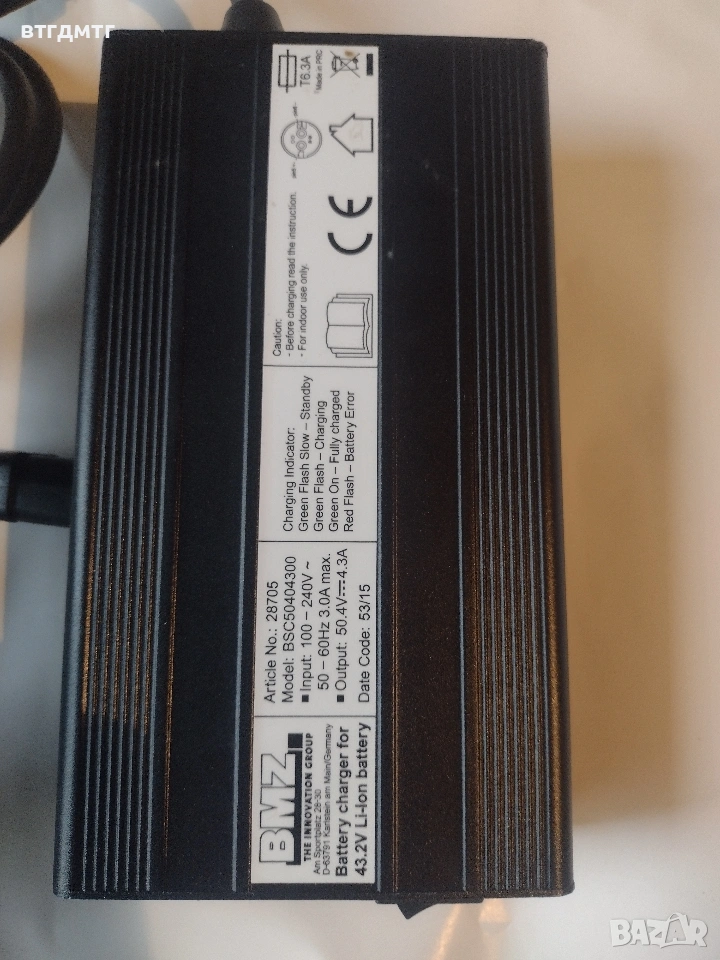 ВТГДМТГ
BMZ
THE INNOVATION GROUP
Am Sportplatz 28-30
D-63791 Karlstein am Main/Germany
Battery charger for
43.2V Li-Ion battery
Article No.: 28705
Model: BSC50404300
■ Input: 100 – 240V ~
50 – 60Hz 3.0A max.
■ Output: 50.4V⎓4.3A
Date Code: 53/15
Charging Indicator:
Green Flash Slow – Standby
Green Flash – Charging
Green On – Fully charged
Red Flash – Battery Error
Caution:
- Before charging read the instruction.
- For indoor use only.
CE
T6.3A
Made in PRC
BAZAR